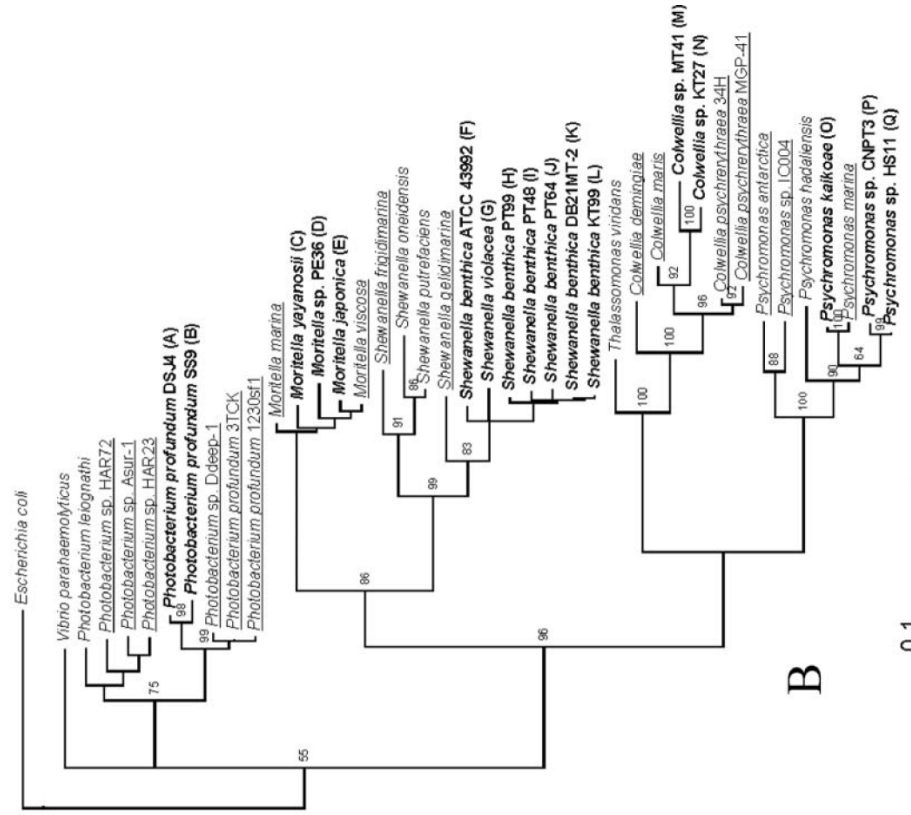 Escherichia coli
Vibrio parahaemolyticus
Photobacterium leiognathi
Photobacterium sp. HAR72
Photobacterium sp. Asur-1
Photobacterium sp. HAR23
Photobacterium profundum DSJ4 (A)
98
Photobacterium profundum SS9 (B)
99
Photobacterium sp. Ddeep-1
Photobacterium profundum 3TCK
Photobacterium profundum 1230sf1
75
55
Moritella marina
Moritella yayanosii (C)
Moritella sp. PE36 (D)
Moritella japonica (E)
Moritella viscosa
86
Shewanella frigidimarina
91
Shewanella oneidensis
86
Shewanella putrefaciens
99
Shewanella gelidimarina
83
Shewanella benthica ATCC 43992 (F)
Shewanella violacea (G)
Shewanella benthica PT99 (H)
Shewanella benthica PT48 (I)
Shewanella benthica PT64 (J)
Shewanella benthica DB21MT-2 (K)
Shewanella benthica KT99 (L)
96
Thalassomonas viridans
100
Colwellia demingiae
100
Colwellia maris
92
Colwellia sp. MT41 (M)
100
Colwellia sp. KT27 (N)
96
Colwellia psychrerythraea 34H
92
Colwellia psychrerythraea MGP-41
Psychromonas antarctica
88
Psychromonas sp. IC004
100
Psychromonas hadaliensis
90
Psychromonas kaikoae (O)
100
Psychromonas marina
64
Psychromonas sp. CNPT3 (P)
99
Psychromonas sp. HS11 (Q)
B
0.1